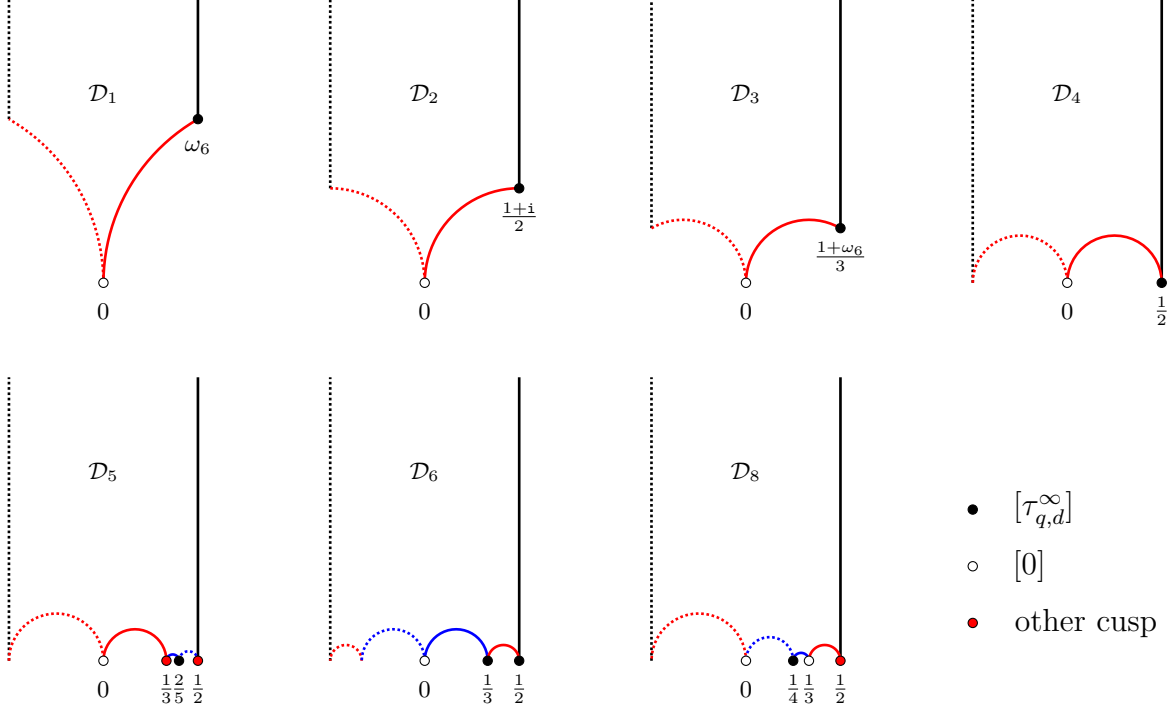 𝒟₁ 𝒟₂ 𝒟₃ 𝒟₄
ω₆ (1+i)/2 (1+ω₆)/3
0 0 0 0 1/2
𝒟₅ 𝒟₆ 𝒟₈
[τ^∞_{q,d}]
[0]
other cusp
0 1/3 2/5 1/2 0 1/3 1/2 0 1/4 1/3 1/2